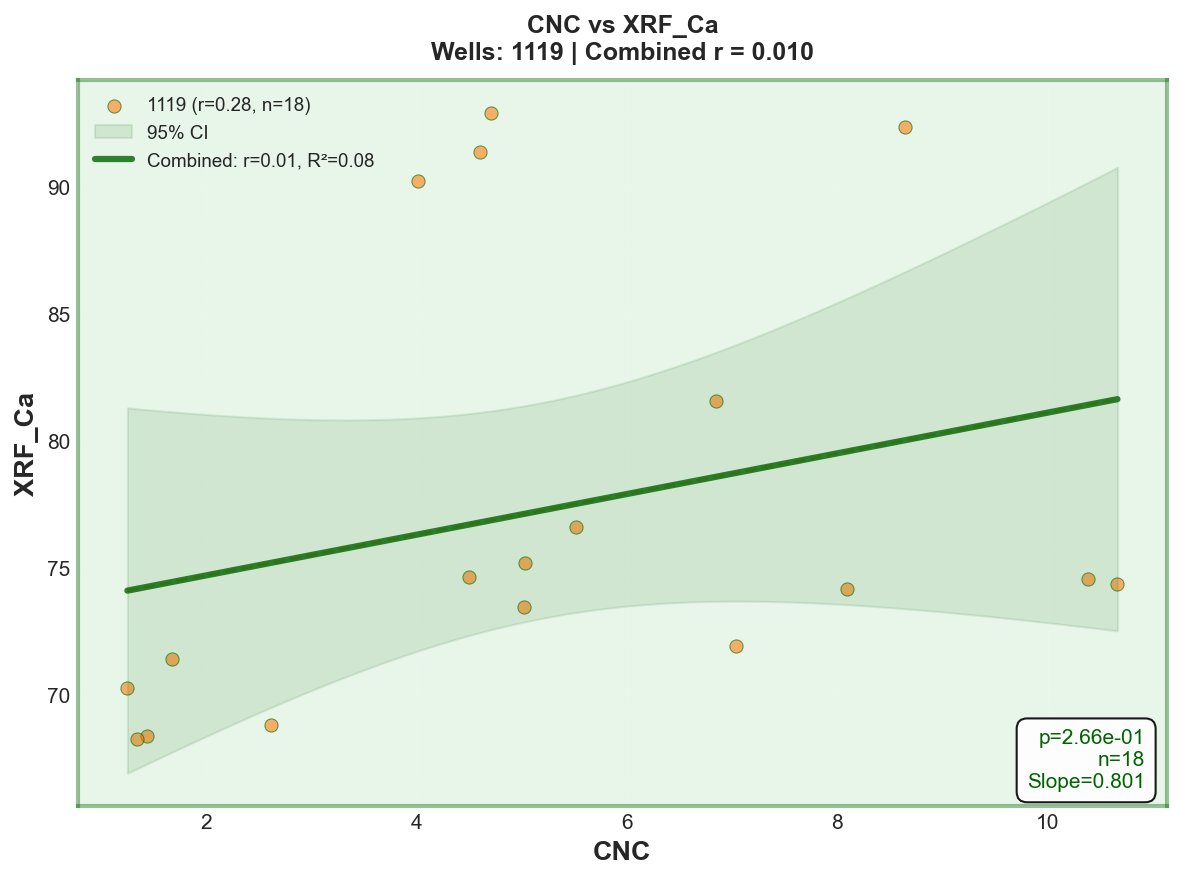 CNC vs XRF_Ca
Wells: 1119 | Combined r = 0.010
1119 (r=0.28, n=18)
95% CI
Combined: r=0.01, R²=0.08
90
85
80
75
70
XRF_Ca
p=2.66e-01
n=18
Slope=0.801
2 4 6 8 10
CNC